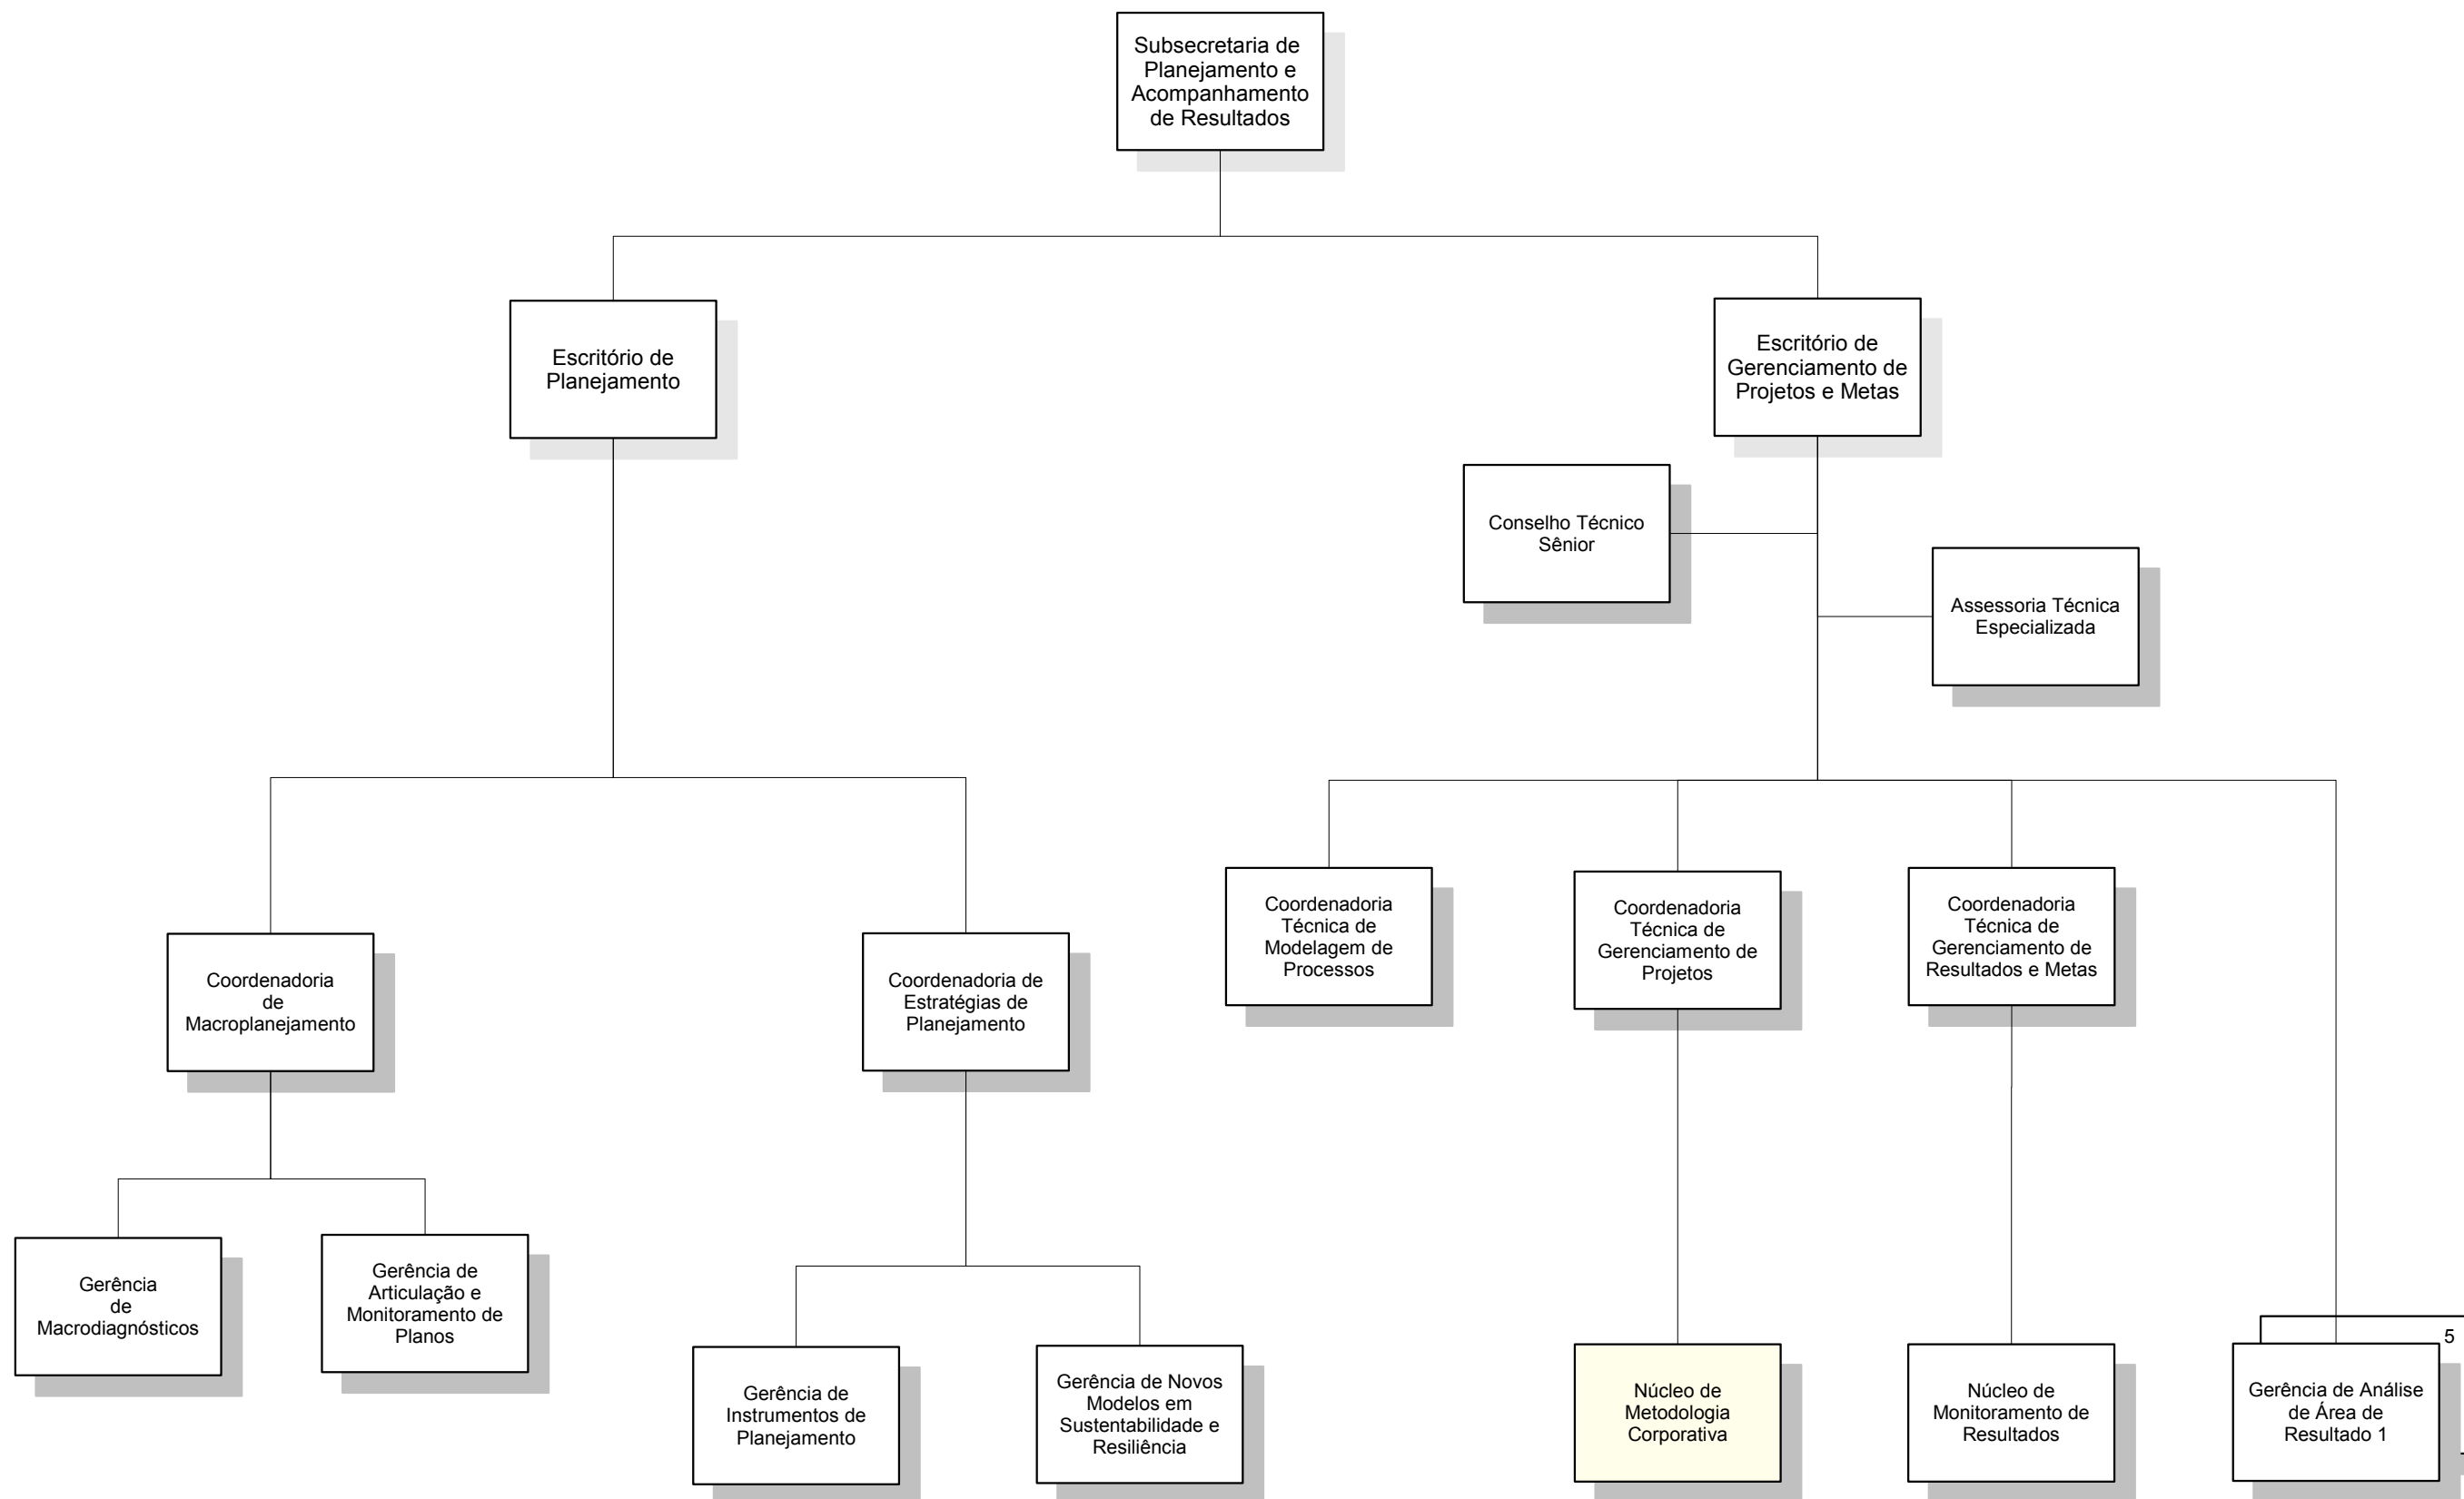 Subsecretaria de
Planejamento e
Acompanhamento
de Resultados
Escritório de
Planejamento
Escritório de
Gerenciamento de
Projetos e Metas
Conselho Técnico
Sênior
Assessoria Técnica
Especializada
Coordenadoria
de
Macroplanejamento
Coordenadoria de
Estratégias de
Planejamento
Coordenadoria
Técnica de
Modelagem de
Processos
Coordenadoria
Técnica de
Gerenciamento de
Projetos
Coordenadoria
Técnica de
Gerenciamento de
Resultados e Metas
Gerência
de
Macrodiagnósticos
Gerência de
Articulação e
Monitoramento de
Planos
Gerência de
Instrumentos de
Planejamento
Gerência de Novos
Modelos em
Sustentabilidade e
Resiliência
Núcleo de
Metodologia
Corporativa
Núcleo de
Monitoramento de
Resultados
Gerência de Análise
de Área de
Resultado 1
5